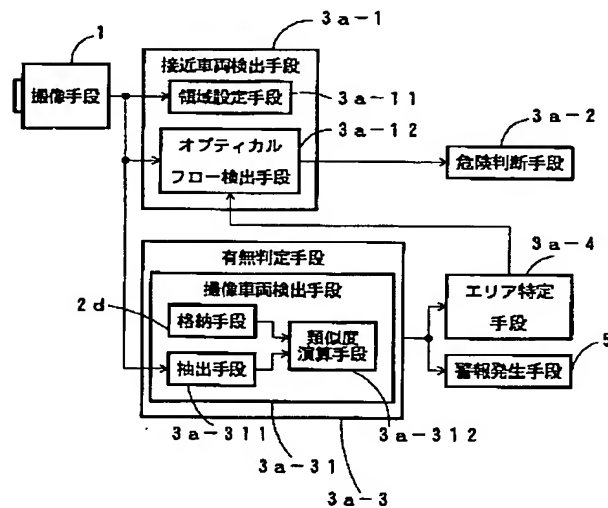 3a-1
1
接近車両検出手段
撮像手段
領域設定手段
3a-11
3a-12
3a-2
オプティカル
フロー検出手段
危険判断手段
3a-4
有無判定手段
撮像車両検出手段
2d
格納手段
類似度
演算手段
エリア特定
手段
5
抽出手段
警報発生手段
3a-311
3a-312
3a-31
3a-3